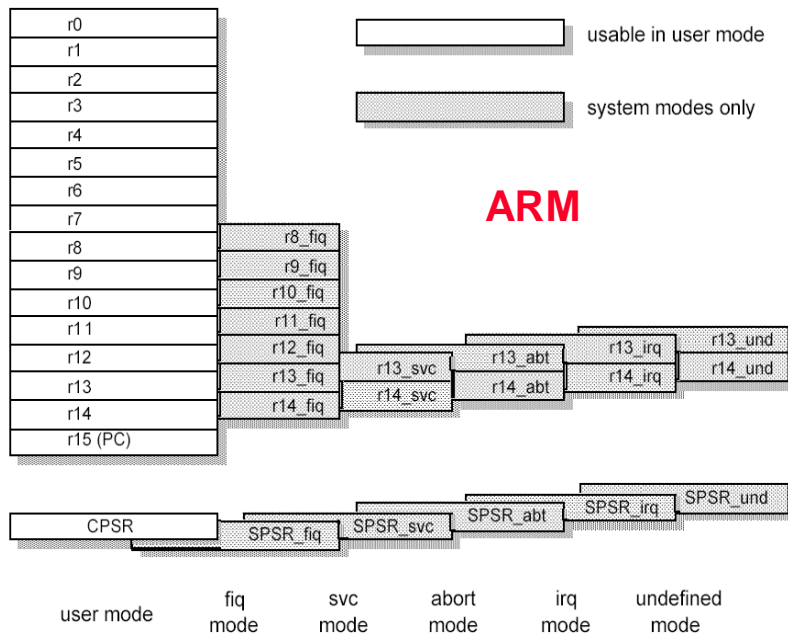 r0
r1
r2
r3
r4
r5
r6
r7
r8
r9
r10
r11
r12
r13
r14
r15 (PC)
usable in user mode
system modes only
ARM
r8_fiq
r9_fiq
r10_fiq
r11_fiq
r12_fiq
r13_fiq
r14_fiq
r13_svc
r14_svc
r13_abt
r14_abt
r13_irq
r14_irq
r13_und
r14_und
CPSR
SPSR_fiq
SPSR_svc
SPSR_abt
SPSR_irq
SPSR_und
user mode
fiq
mode
svc
mode
abort
mode
irq
mode
undefined
mode